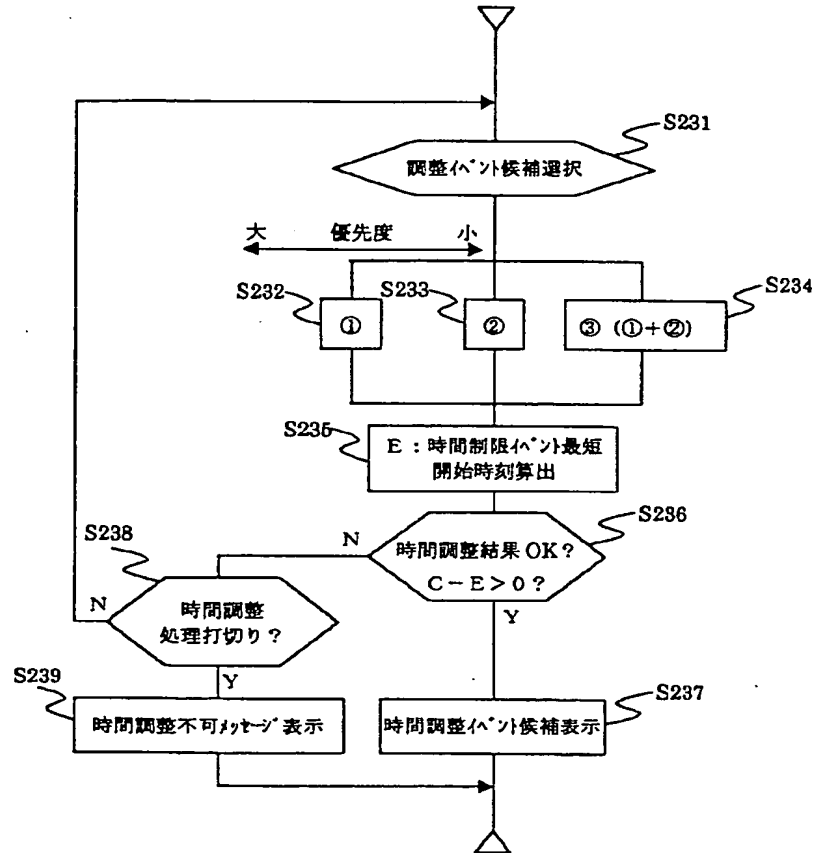 S231
調整イベント候補選択
大 優先度 小
S232
①
S233
②
S234
③ (①+②)
S235
E:時間制限イベント最短
開始時刻算出
S236
時間調整結果OK?
C-E>0?
N
Y
S238
時間調整
処理打切り?
N
Y
S239
時間調整不可メッセージ表示
S237
時間調整イベント候補表示